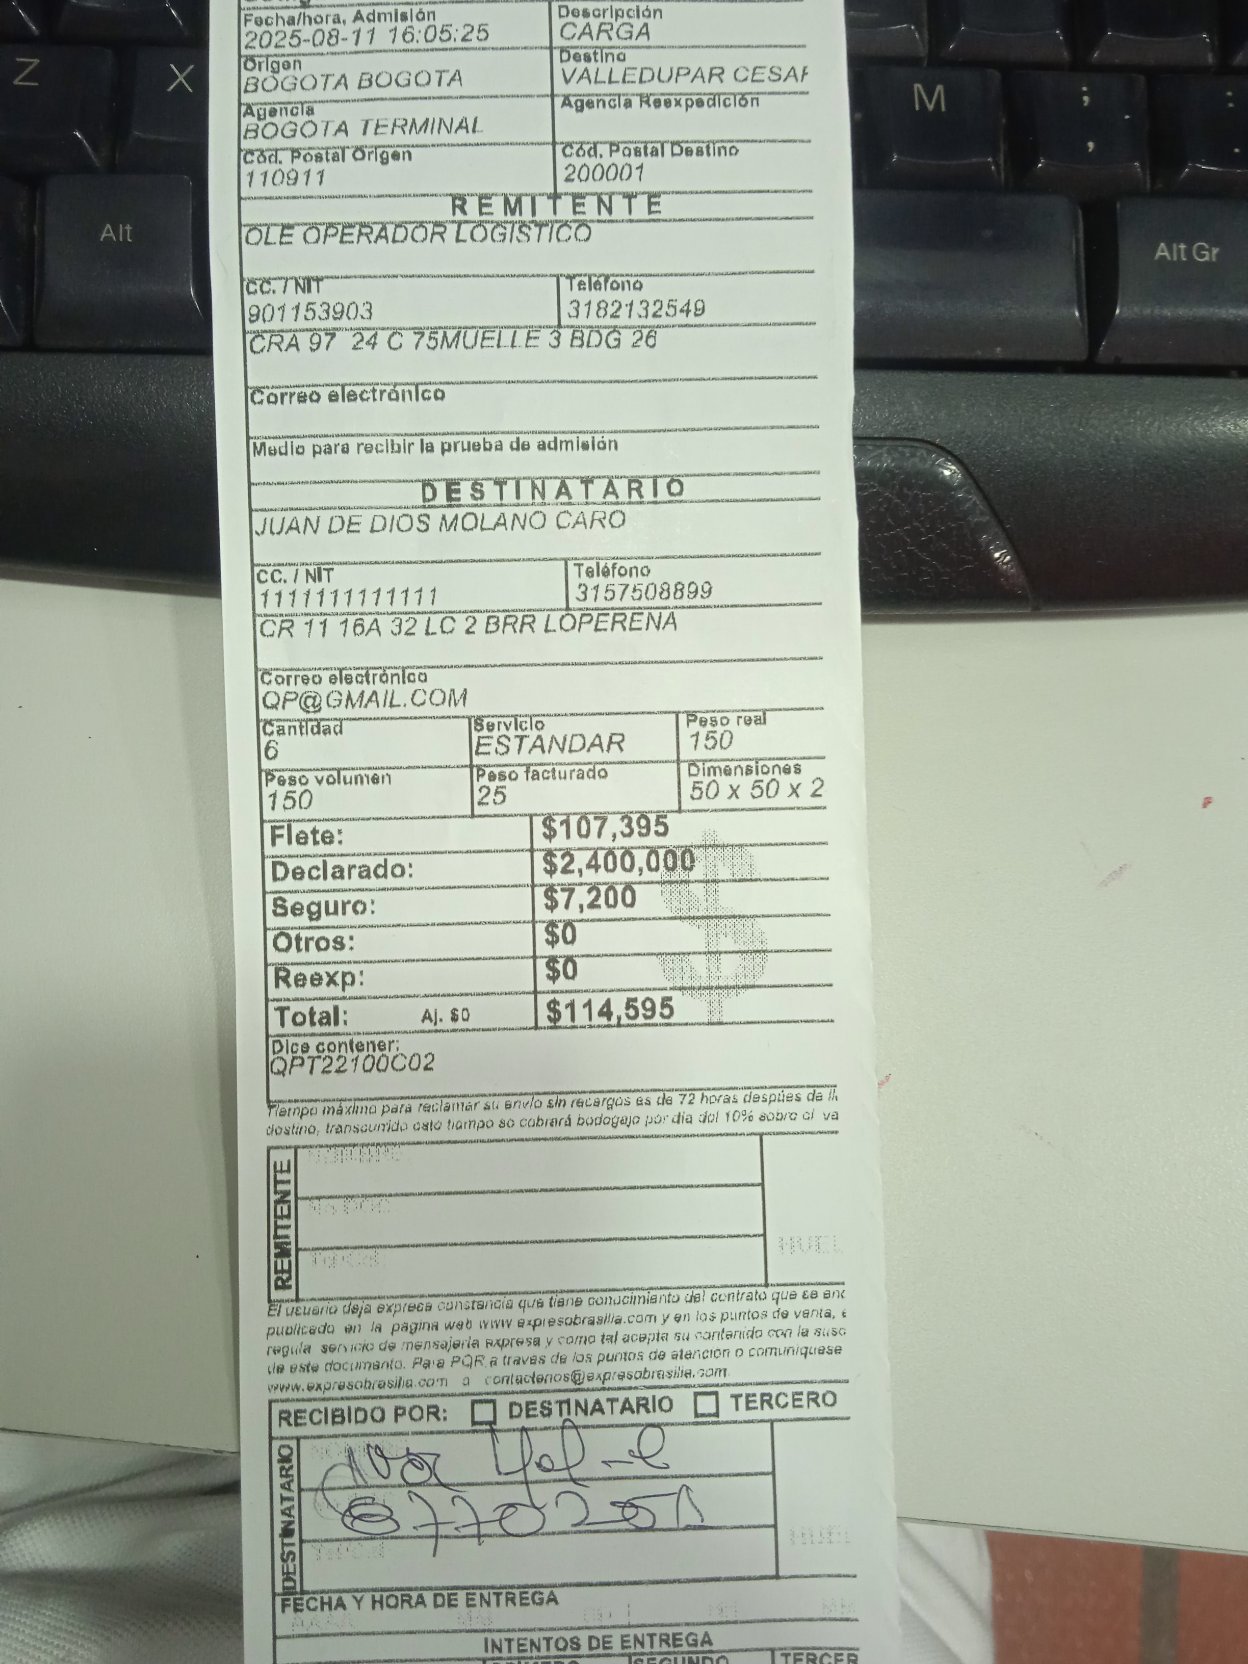 Fecha/hora, Admisión Descripción
2025-08-11 16:05:25 CARGA
Origen Destino
BOGOTA BOGOTA VALLEDUPAR CESAR
Agencia Agencia Reexpedición
BOGOTA TERMINAL
Cód. Postal Origen Cód. Postal Destino
110911 200001
REMITENTE
OLE OPERADOR LOGISTICO
CC. / NIT Teléfono
901153903 3182132549
CRA 97 24 C 75MUELLE 3 BDG 26
Correo electrónico
Medio para recibir la prueba de admisión
DESTINATARIO
JUAN DE DIOS MOLANO CARO
CC. / NIT Teléfono
1111111111111 3157508899
CR 11 16A 32 LC 2 BRR LOPERENA
Correo electrónico
QP@GMAIL.COM
Cantidad Servicio Peso real
6 ESTANDAR 150
Peso volumen Peso facturado Dimensiones
150 25 50 x 50 x 2
Flete: $107,395
Declarado: $2,400,000
Seguro: $7,200
Otros: $0
Reexp: $0
Total: Aj. $0 $114,595
Dice contener:
QPT22100C02
Tiempo máximo para reclamar su envío sin recargos es de 72 horas después de ll
destino, transcurrido este tiempo se cobrará bodegaje por día del 10% sobre el va
REMITENTE
HUEL
El usuario deja expresa constancia que tiene conocimiento del contrato que se enc
publicado en la página web www expresobrasilia.com y en los puntos de venta,
regula servicio de mensajería expresa y como tal acepta su contenido con la susc
de este documento. Para PQR a través de los puntos de atención o comuníquese
www.expresobrasilia.com o contactenos@expresobrasilia.com
RECIBIDO POR: DESTINATARIO TERCERO
DESTINATARIO
HUEL
FECHA Y HORA DE ENTREGA
INTENTOS DE ENTREGA
PRIMERO SEGUNDO TERCER
Z X M ; : ,
Alt Alt Gr